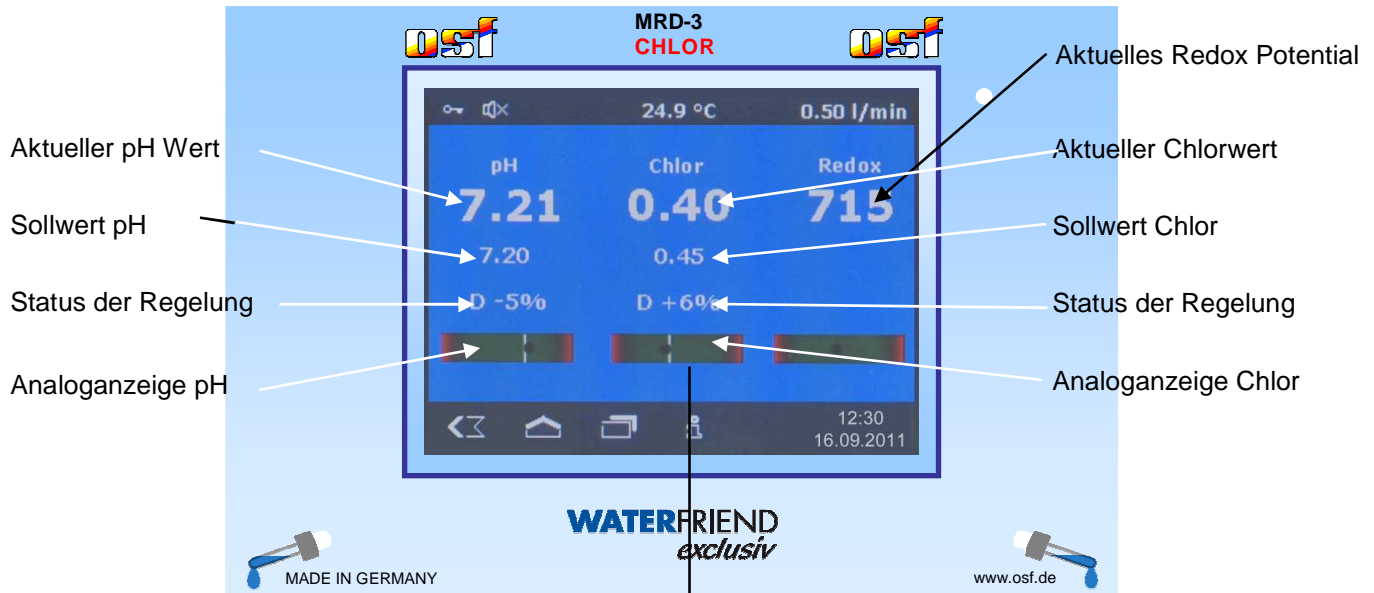 osf
MRD-3
CHLOR
osf
Aktuelles Redox Potential
24.9 °C
0.50 l/min
Aktueller pH Wert
Aktueller Chlorwert
pH
Chlor
Redox
7.21
0.40
715
Sollwert pH
Sollwert Chlor
7.20
0.45
Status der Regelung
D -5%
D +6%
Status der Regelung
Analoganzeige pH
Analoganzeige Chlor
12:30
16.09.2011
WATERFRIEND
exclusiv
MADE IN GERMANY
www.osf.de